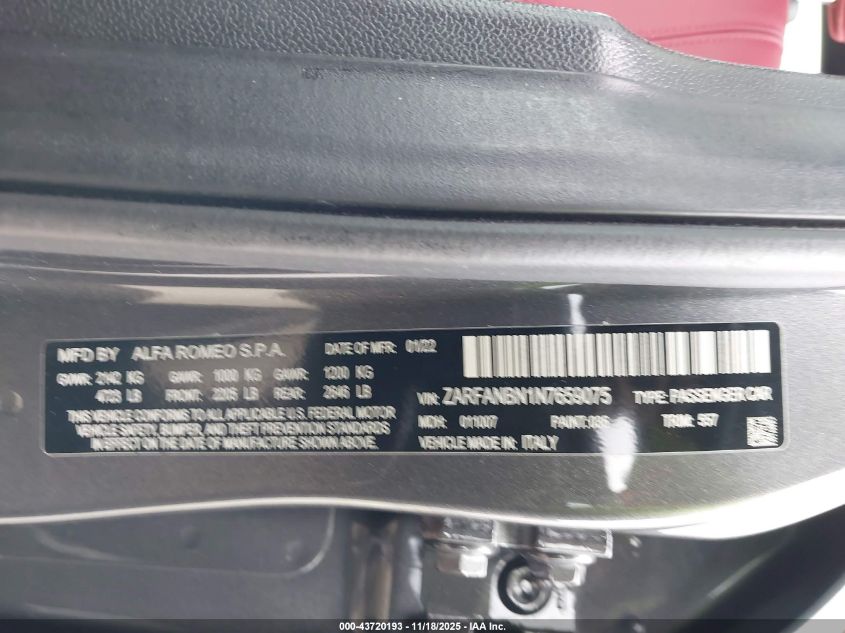 MFD BY ALFA ROMEO S.P.A. DATE OF MFR: 01/22
GVWR: 2142 KG GAWR: 1000 KG GAWR: 1200 KG
4723 LB FRONT: 2205 LB REAR: 2646 LB
THIS VEHICLE CONFORMS TO ALL APPLICABLE U.S. FEDERAL MOTOR
VEHICLE SAFETY, BUMPER, AND THEFT PREVENTION STANDARDS
IN EFFECT ON THE DATE OF MANUFACTURE SHOWN ABOVE.
VIN: ZARFANBN1N7659075 TYPE: PASSENGER CAR
MDH: 011007 PAINT: TRIM: 557
VEHICLE MADE IN: ITALY
000-43720193 - 11/18/2025 - IAAI, Inc.